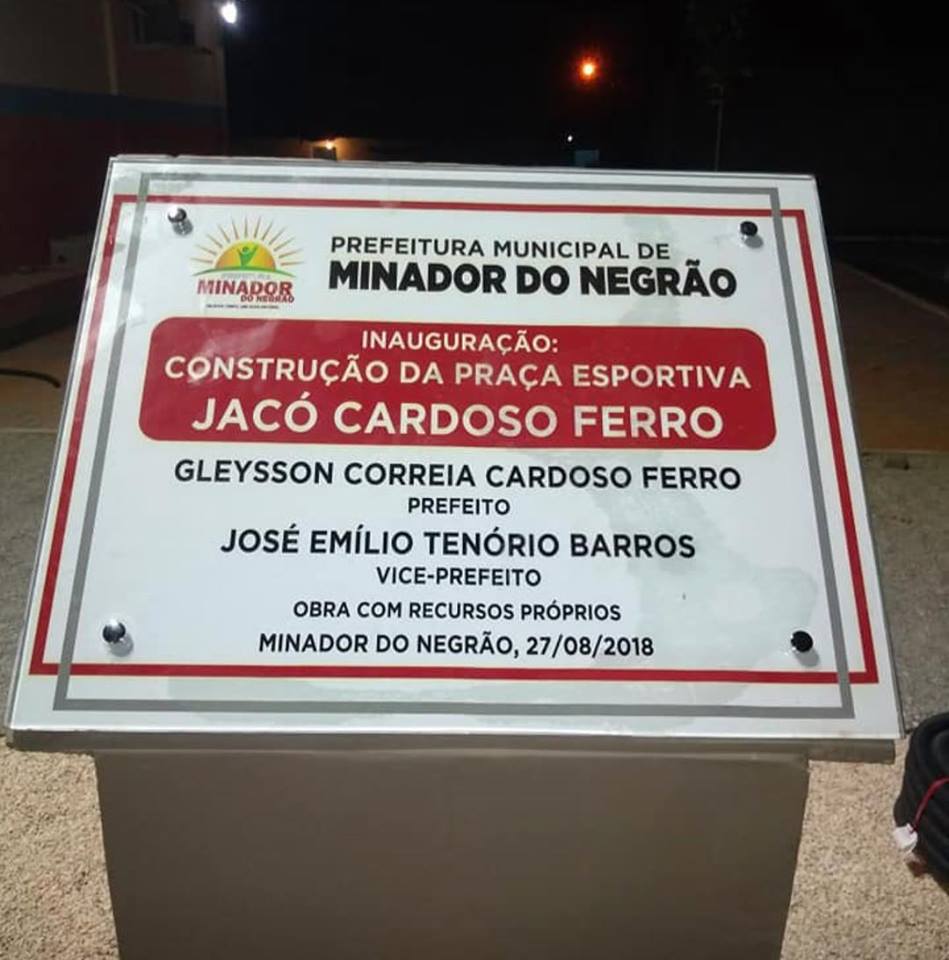 PREFEITURA MUNICIPAL DE
MINADOR DO NEGRÃO
PREFEITURA
MINADOR
DO NEGRÃO
INAUGURAÇÃO:
CONSTRUÇÃO DA PRAÇA ESPORTIVA
JACÓ CARDOSO FERRO
GLEYSSON CORREIA CARDOSO FERRO
PREFEITO
JOSÉ EMÍLIO TENÓRIO BARROS
VICE-PREFEITO
OBRA COM RECURSOS PRÓPRIOS
MINADOR DO NEGRÃO, 27/08/2018